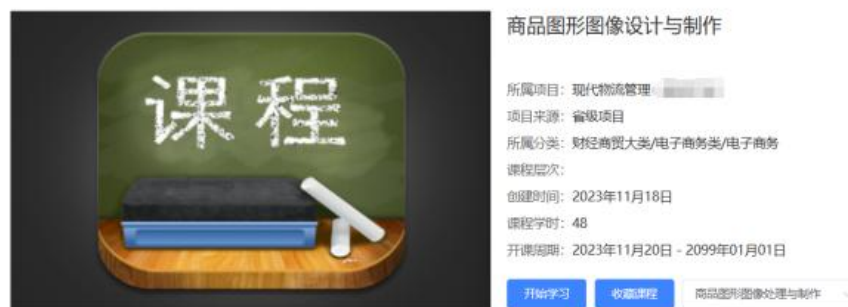 课程
商品图形图像设计与制作
所属项目：现代物流管理
项目来源：省级项目
所属分类：财经商贸大类/电子商务类/电子商务
课程层次：
创建时间：2023年11月18日
课程学时：48
开课周期：2023年11月20日 - 2099年01月01日
开始学习 收藏课程 商品图形图像处理与制作